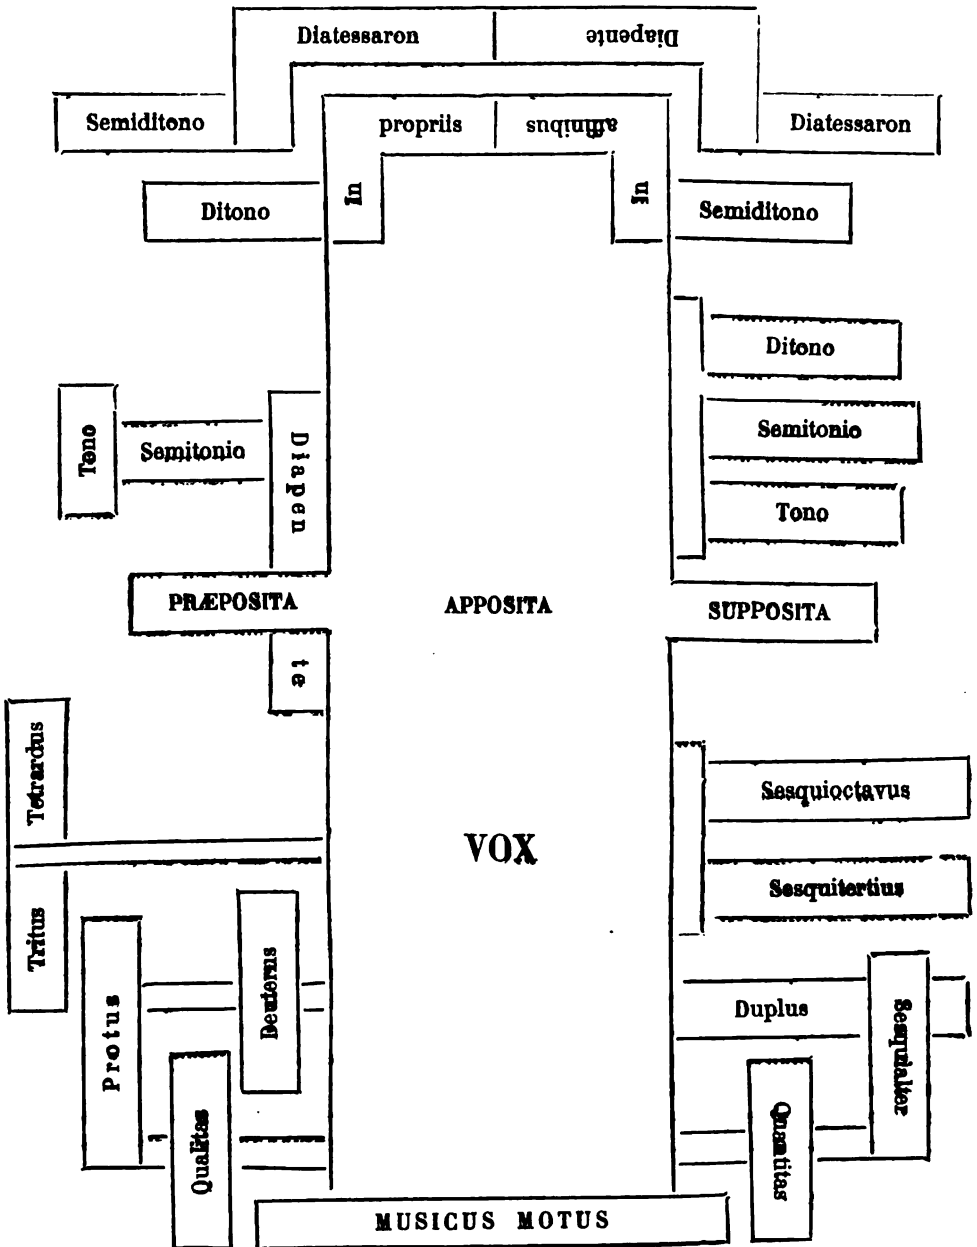 Diatessaron Diapente
Semiditono propriis affinibus Diatessaron
Ditono in in Semiditono
Ditono
Tono Semitonio Diapen Semitonio
Tono
PRÆPOSITA APPOSITA SUPPOSITA
te
Tetrardus Sesquioctavus
VOX
Tritus Sesquitertius
Protus Deuterus Duplus Sesquialter
Qualitas Quantitas
MUSICUS MOTUS